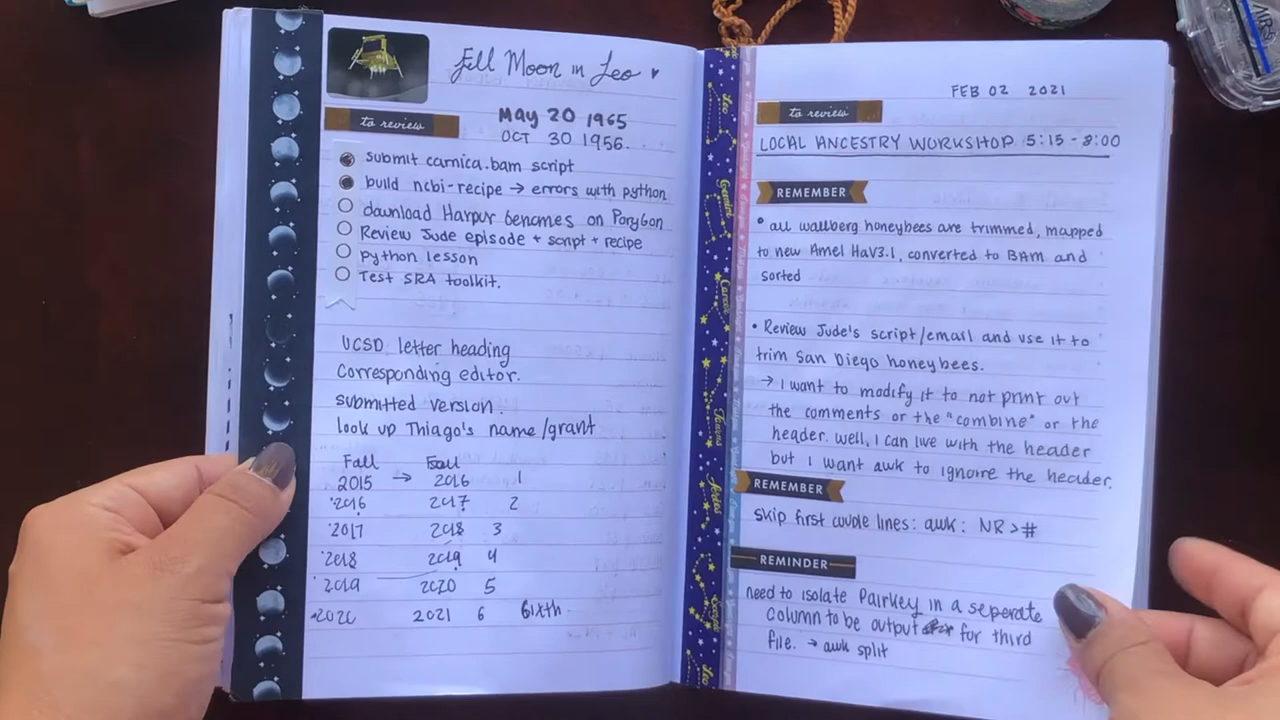 Full Moon in Leo
to review
May 20 1965
OCT 30 1956.
submit carnica.bam script
build ncbi-recipe → errors with python
download Harpur Genomes on Porygon
Review Jude episode + script + recipe
python lesson
Test SRA toolkit.
UCSD letter heading
Corresponding editor.
submitted version.
look up Thiago's name/grant
Fall Fall
2015 → 2016 1
'2016 2017 2
'2017 2018 3
'2018 2019 4
'2019 2020 5
2020 2021 6 Sixth
Leo
Gemini
Cancer
Taurus
Aries
Leo
FEB 02 2021
to review
LOCAL ANCESTRY WORKSHOP 5:15 - 8:00
REMEMBER
• all wallberg honeybees are trimmed, mapped
to new Amel HaV3.1, converted to BAM and
sorted
• Review Jude's script/email and use it to
trim San Diego honeybees.
→ I want to modify it to not print out
the comments or the "combine" or the
header. well, I can live with the header
but I want awk to ignore the header.
REMEMBER
skip first couple lines: awk: NR>#
REMINDER
need to isolate Pairkey in a seperate
column to be output for third
file. → awk split